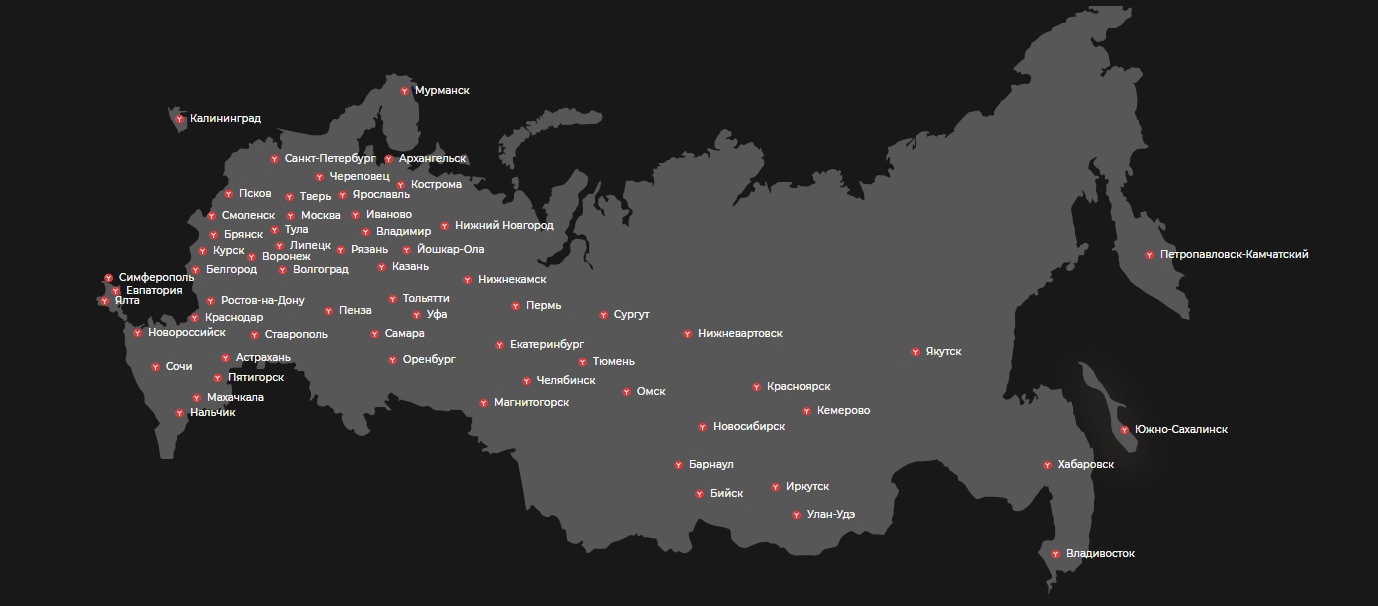 Мурманск
Калининград
Санкт-Петербург
Архангельск
Череповец
Кострома
Псков
Тверь
Ярославль
Смоленск
Москва
Иваново
Нижний Новгород
Брянск
Тула
Владимир
Липецк
Курск
Воронеж
Рязань
Йошкар-Ола
Петропавловск-Камчатский
Белгород
Волгоград
Казань
Симферополь
Нижнекамск
Евпатория
Ялта
Ростов-на-Дону
Тольятти
Пермь
Пенза
Уфа
Сургут
Краснодар
Новороссийск
Ставрополь
Самара
Нижневартовск
Екатеринбург
Якутск
Астрахань
Оренбург
Тюмень
Сочи
Пятигорск
Челябинск
Красноярск
Омск
Махачкала
Магнитогорск
Нальчик
Кемерово
Новосибирск
Южно-Сахалинск
Барнаул
Хабаровск
Иркутск
Бийск
Улан-Удэ
Владивосток